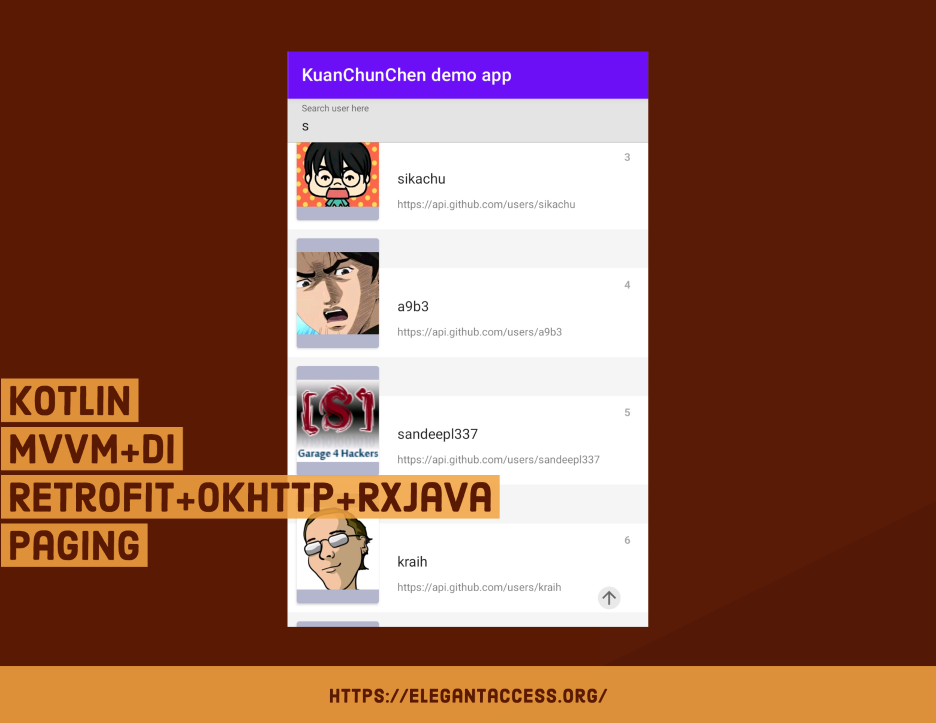 KuanChunChen demo app
Search user here
s
3
sikachu
https://api.github.com/users/sikachu
4
a9b3
https://api.github.com/users/a9b3
5
[S]
Garage 4 Hackers
sandeepl337
https://api.github.com/users/sandeepl337
6
kraih
https://api.github.com/users/kraih
KOTLIN
MVVM+DI
RETROFIT+OKHTTP+RXJAVA
PAGING
HTTPS://ELEGANTACCESS.ORG/